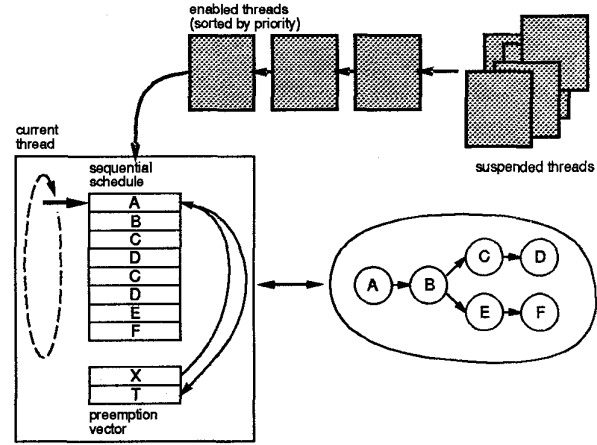 enabled threads
(sorted by priority)
current
thread
suspended threads
sequential
schedule
A
B
C
D
C
D
E
F
A
B
C
D
E
F
X
T
preemption
vector